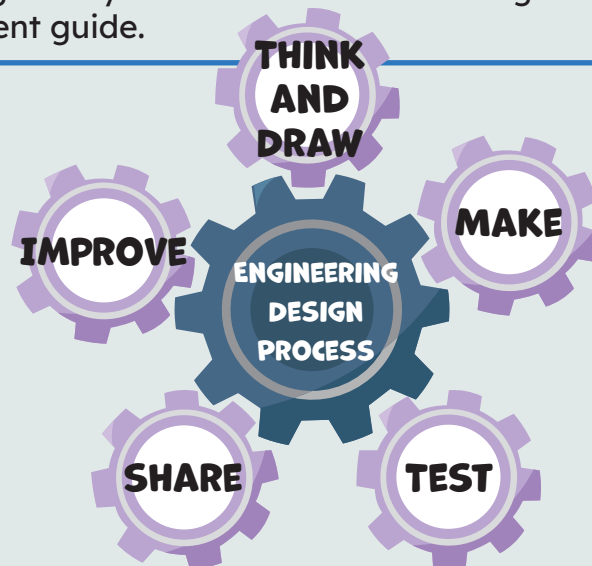 ent guide.
THINK
AND
DRAW
MAKE
IMPROVE
ENGINEERING
DESIGN
PROCESS
SHARE
TEST